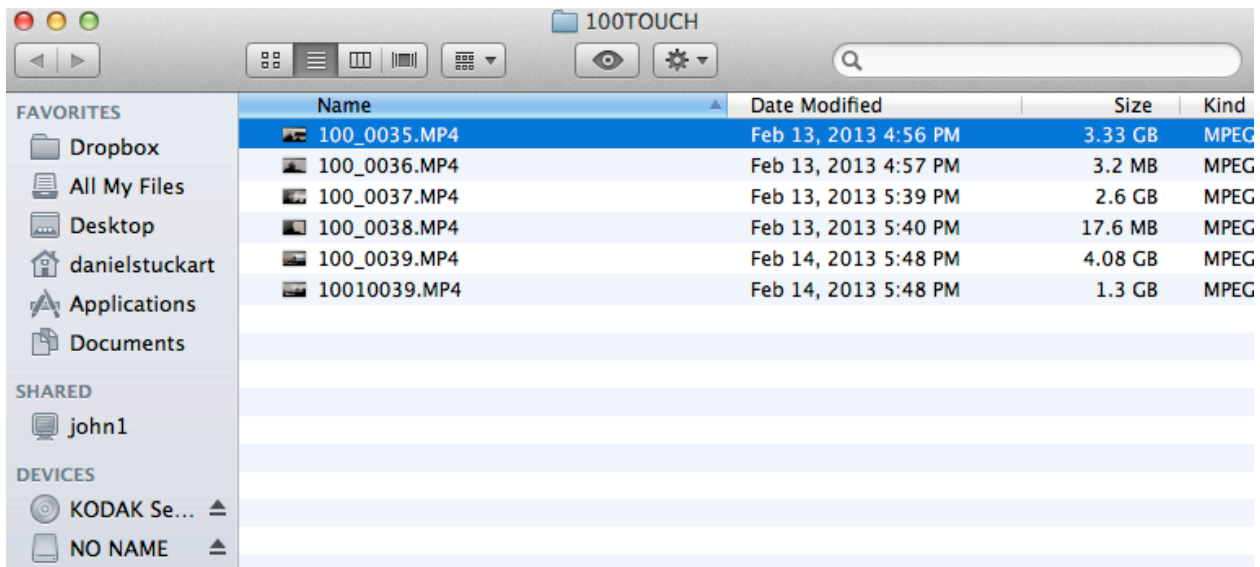 100TOUCH
FAVORITES
Dropbox
All My Files
Desktop
danielstuckart
Applications
Documents
SHARED
john1
DEVICES
KODAK Se...
NO NAME
Name Date Modified Size Kind
100_0035.MP4 Feb 13, 2013 4:56 PM 3.33 GB MPEG
100_0036.MP4 Feb 13, 2013 4:57 PM 3.2 MB MPEG
100_0037.MP4 Feb 13, 2013 5:39 PM 2.6 GB MPEG
100_0038.MP4 Feb 13, 2013 5:40 PM 17.6 MB MPEG
100_0039.MP4 Feb 14, 2013 5:48 PM 4.08 GB MPEG
10010039.MP4 Feb 14, 2013 5:48 PM 1.3 GB MPEG